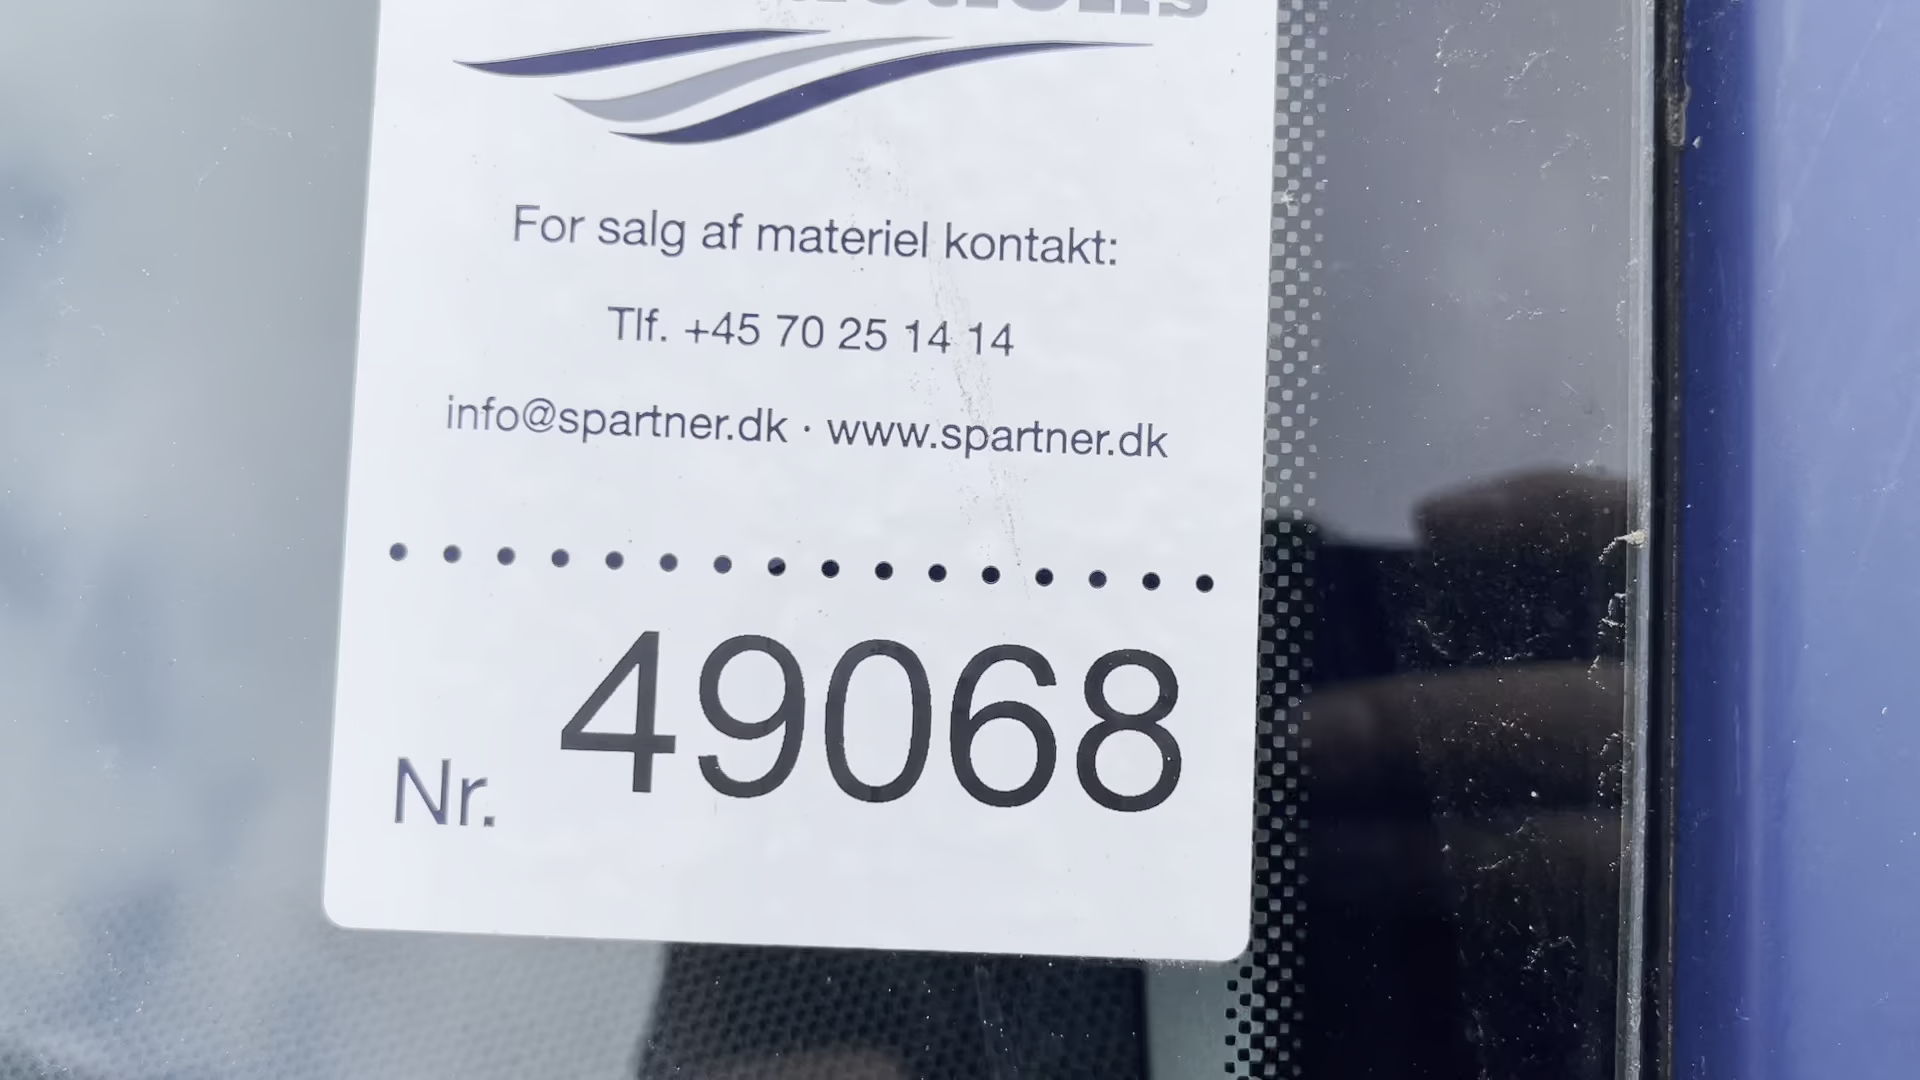 For salg af materiel kontakt:
Tlf. +45 70 25 14 14
info@spartner.dk · www.spartner.dk
Nr. 49068